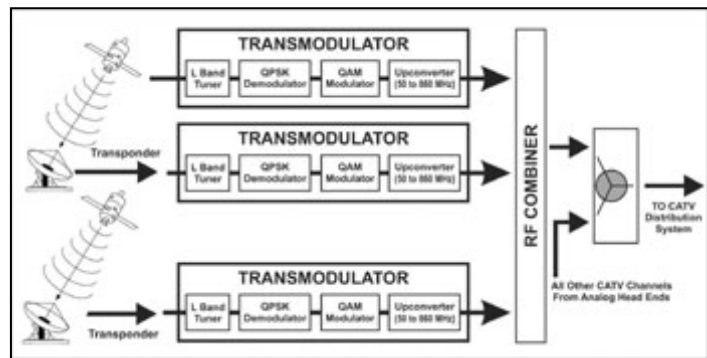 TRANSMODULATOR
L Band
Tuner
QPSK
Demodulator
QAM
Modulator
Upconverter
(50 to 860 MHz)
Transponder
TRANSMODULATOR
L Band
Tuner
QPSK
Demodulator
QAM
Modulator
Upconverter
(50 to 860 MHz)
RF COMBINER
TO CATV
Distribution
System
All Other CATV Channels
From Analog Head Ends
Transponder
TRANSMODULATOR
L Band
Tuner
QPSK
Demodulator
QAM
Modulator
Upconverter
(50 to 860 MHz)